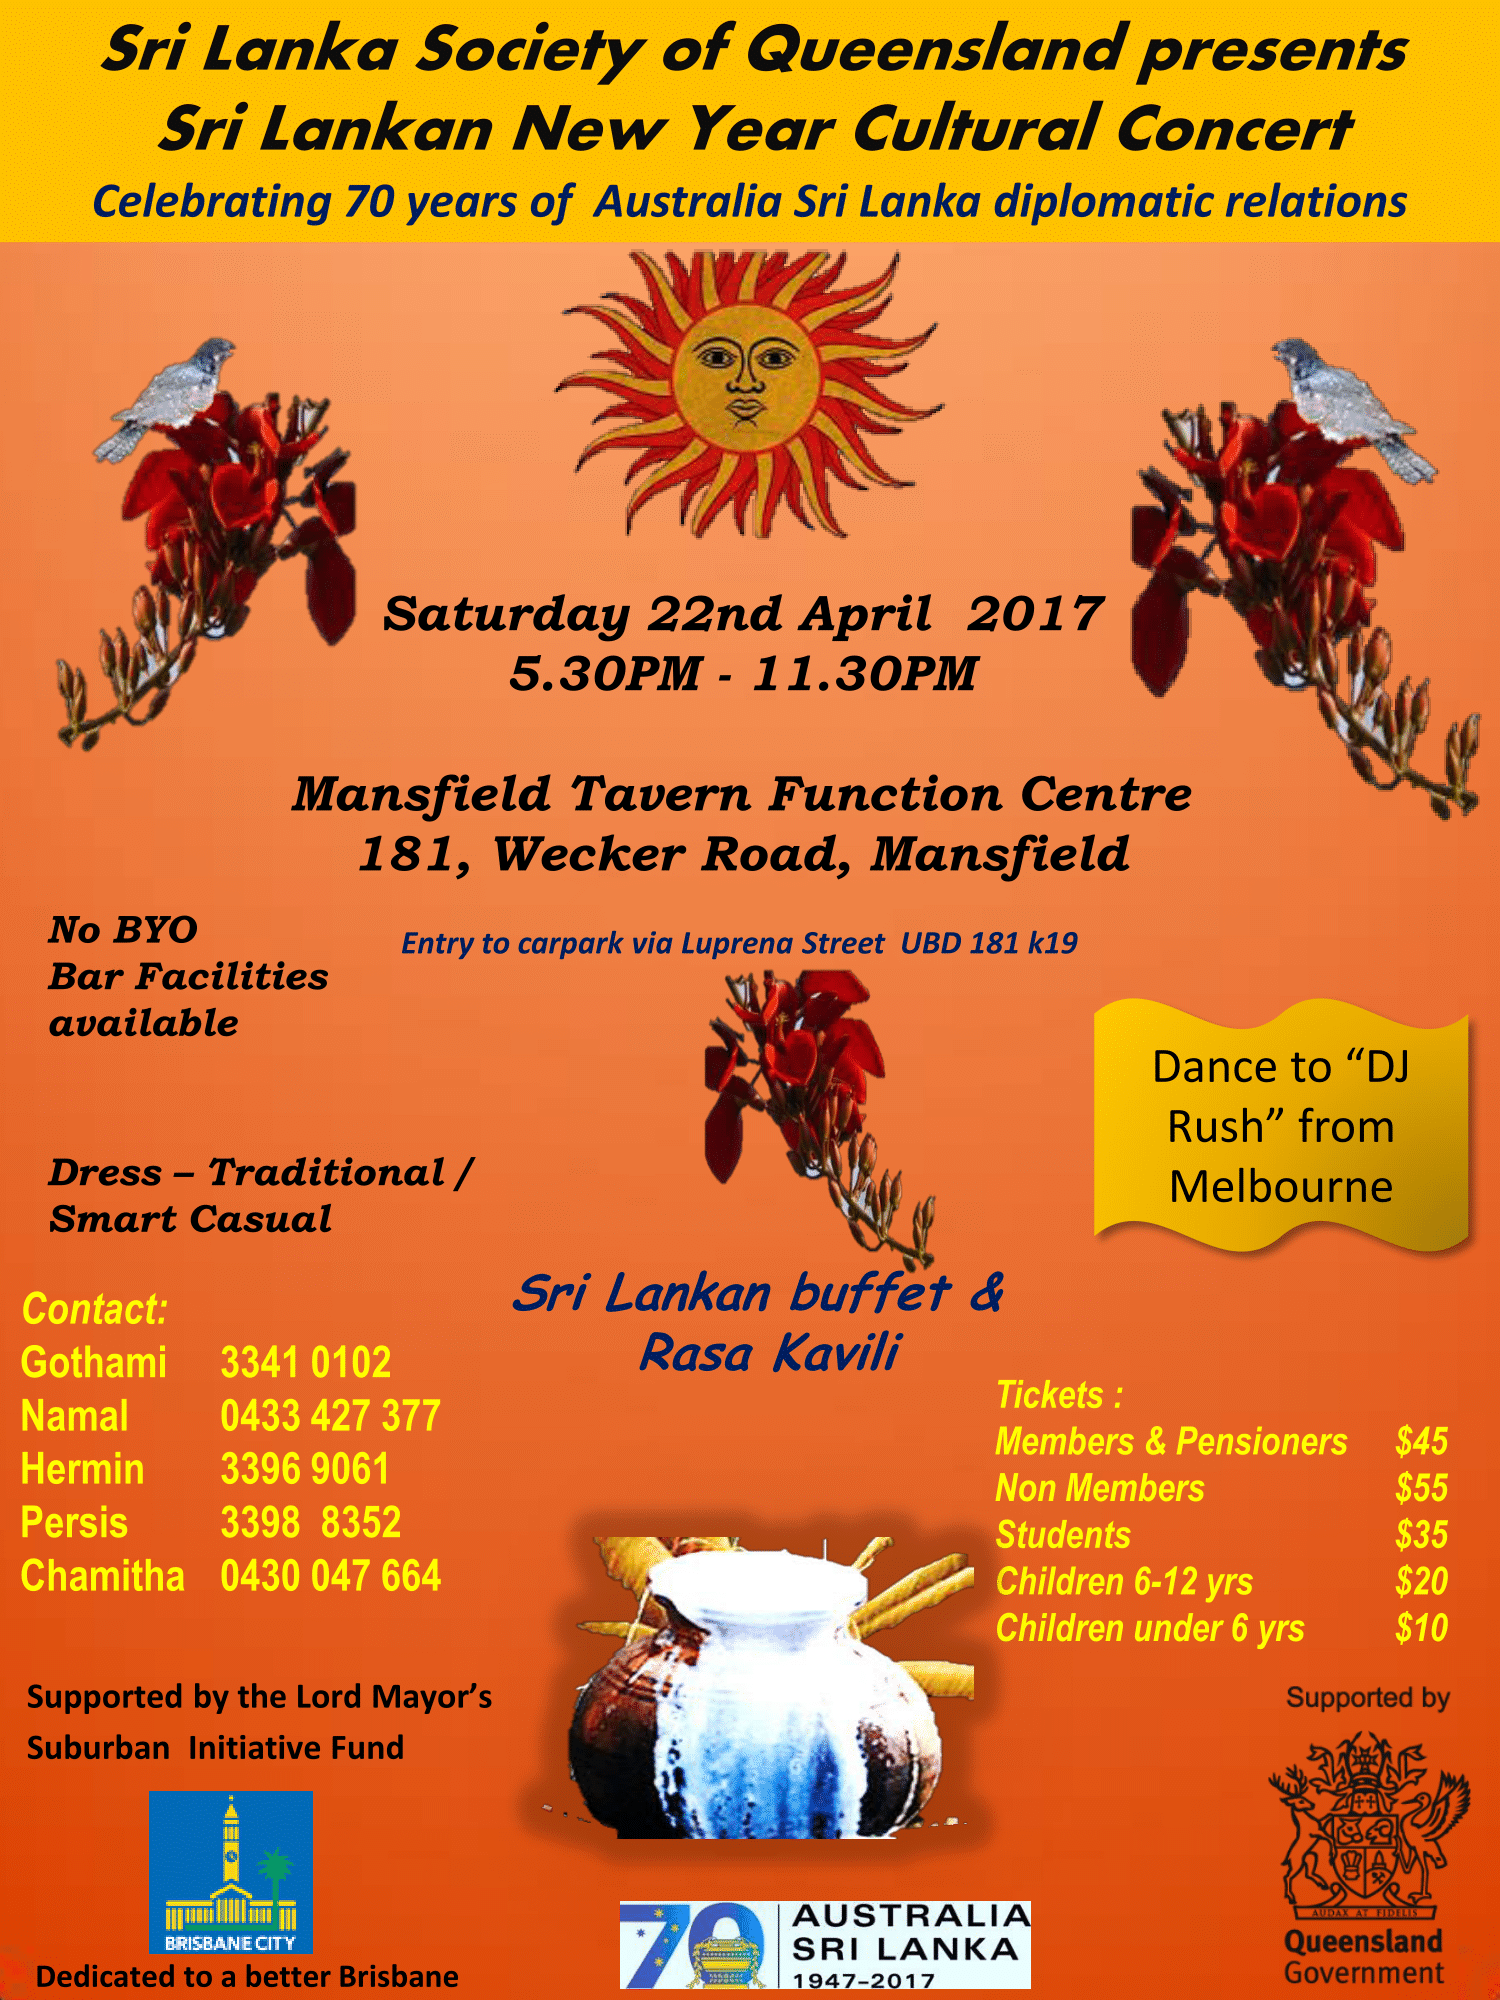 Sri Lanka Society of Queensland presents
Sri Lankan New Year Cultural Concert
Celebrating 70 years of Australia Sri Lanka diplomatic relations
Saturday 22nd April 2017
5.30PM - 11.30PM
Mansfield Tavern Function Centre
181, Wecker Road, Mansfield
Entry to carpark via Luprena Street UBD 181 k19
No BYO
Bar Facilities
available
Dance to “DJ
Rush” from
Melbourne
Dress – Traditional /
Smart Casual
Sri Lankan buffet &
Rasa Kavili
Contact:
Gothami 3341 0102
Namal 0433 427 377
Hermin 3396 9061
Persis 3398 8352
Chamitha 0430 047 664
Tickets :
Members & Pensioners $45
Non Members $55
Students $35
Children 6-12 yrs $20
Children under 6 yrs $10
Supported by the Lord Mayor’s
Suburban Initiative Fund
BRISBANE CITY
Dedicated to a better Brisbane
70
AUSTRALIA
SRI LANKA
1947–2017
Supported by
AUDAX AT FIDELIS
Queensland
Government